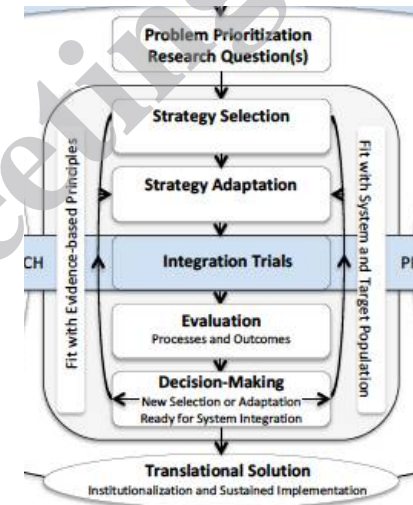 Problem Prioritization
Research Question(s)
Strategy Selection
Strategy Adaptation
Fit with Evidence-based Principles
Fit with System and Target Population
CH
Integration Trials
P
Evaluation
Processes and Outcomes
Decision-Making
New Selection or Adaptation
Ready for System Integration
Translational Solution
Institutionalization and Sustained Implementation